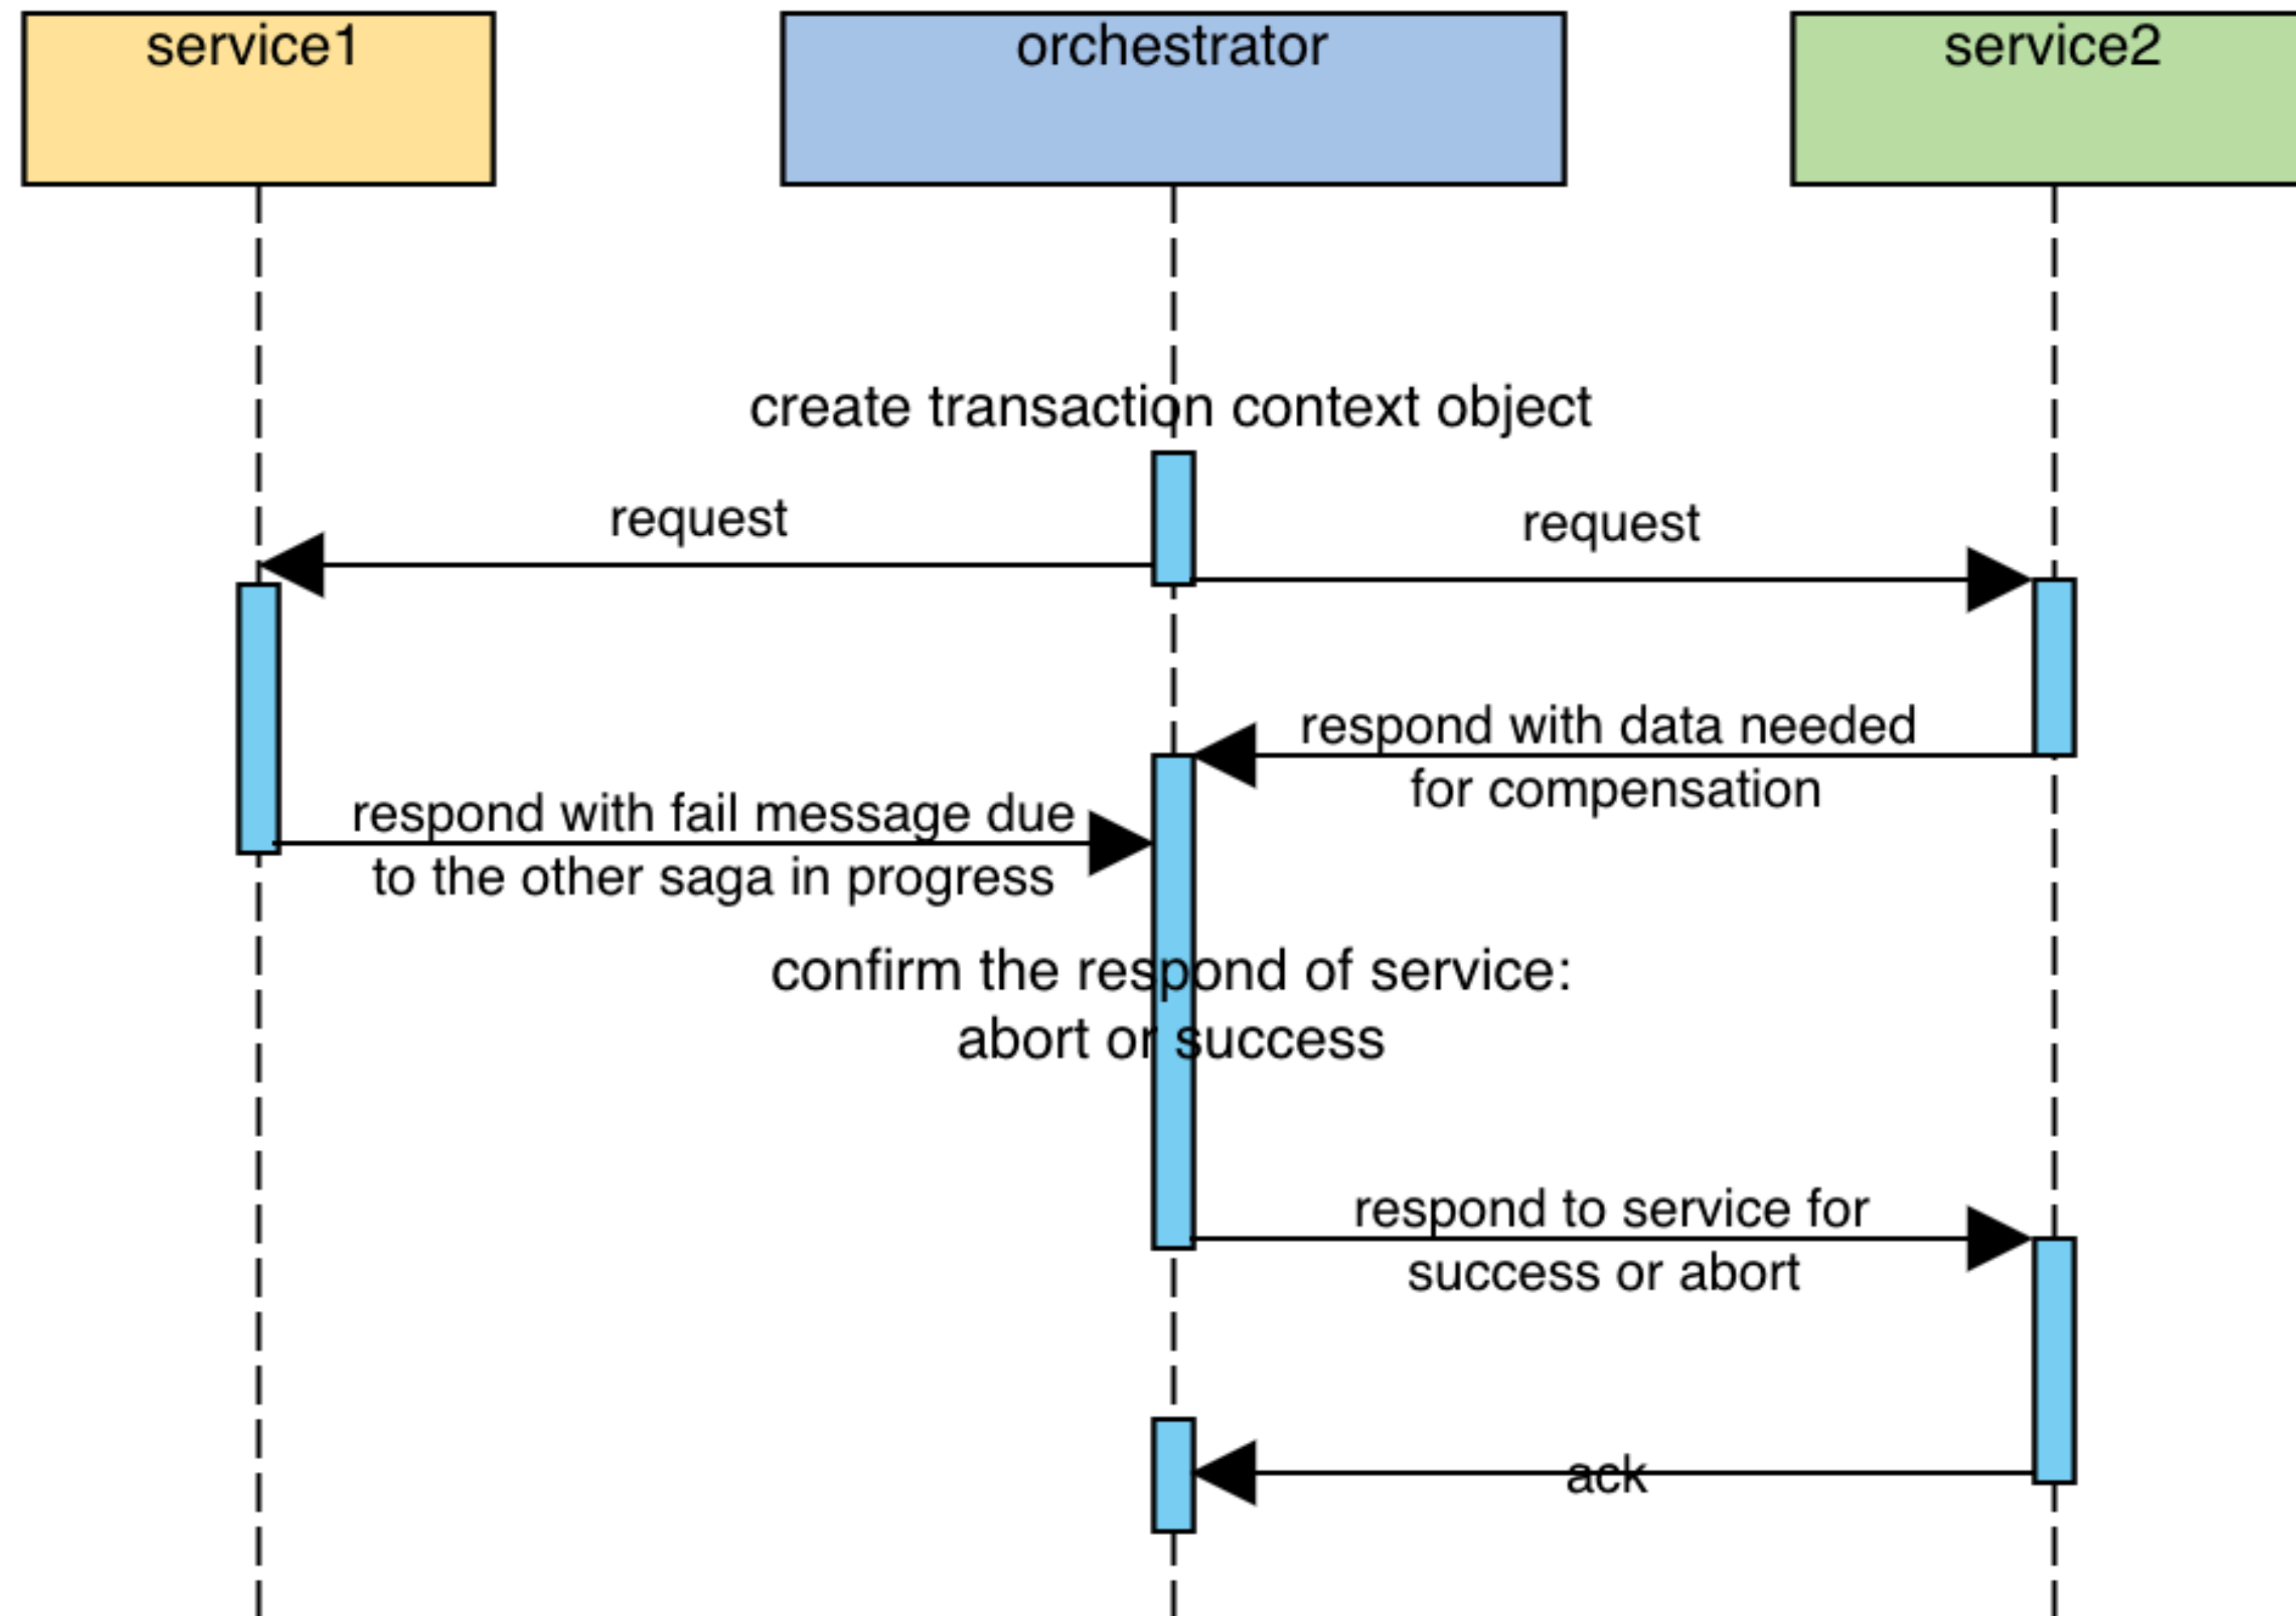 service1
orchestrator
service2
create transaction context object
request
request
respond with data needed
for compensation
respond with fail message due
to the other saga in progress
confirm the respond of service:
abort or success
respond to service for
success or abort
ack